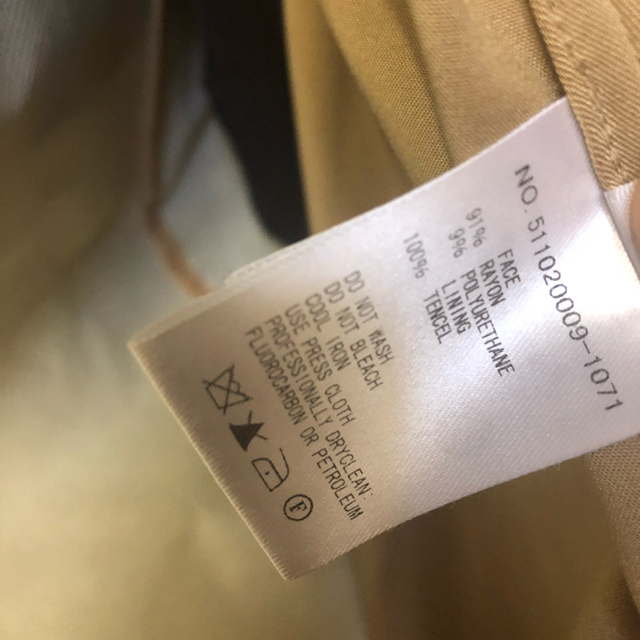 NO. 511020009-1071
FACE
91% RAYON
9% POLYURETHANE
LINING
100% TENCEL
DO NOT WASH
DO NOT BLEACH
COOL IRON
USE PRESS CLOTH
PROFESSIONALLY DRYCLEAN:
FLUOROCARBON OR PETROLEUM
F